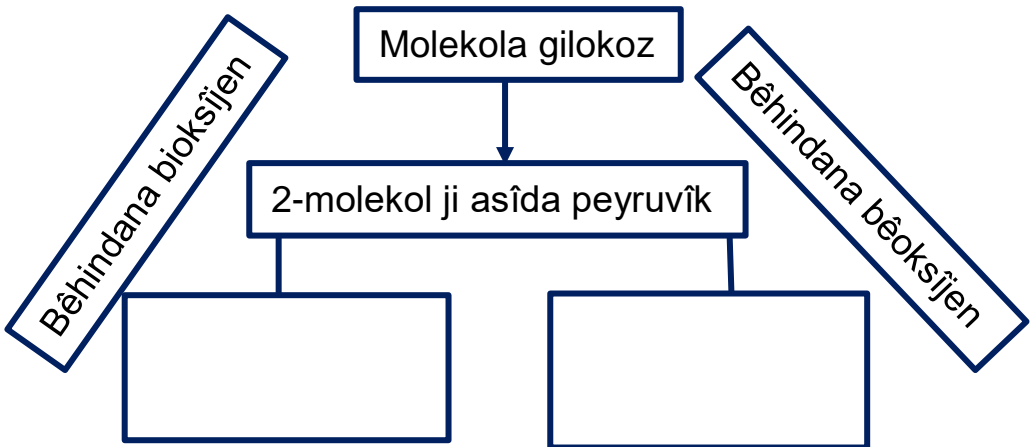 Molekola gilokoz
Bêhindana bioksîjen
Bêhindana bêoksîjen
2-molekol ji asîda peyruvîk